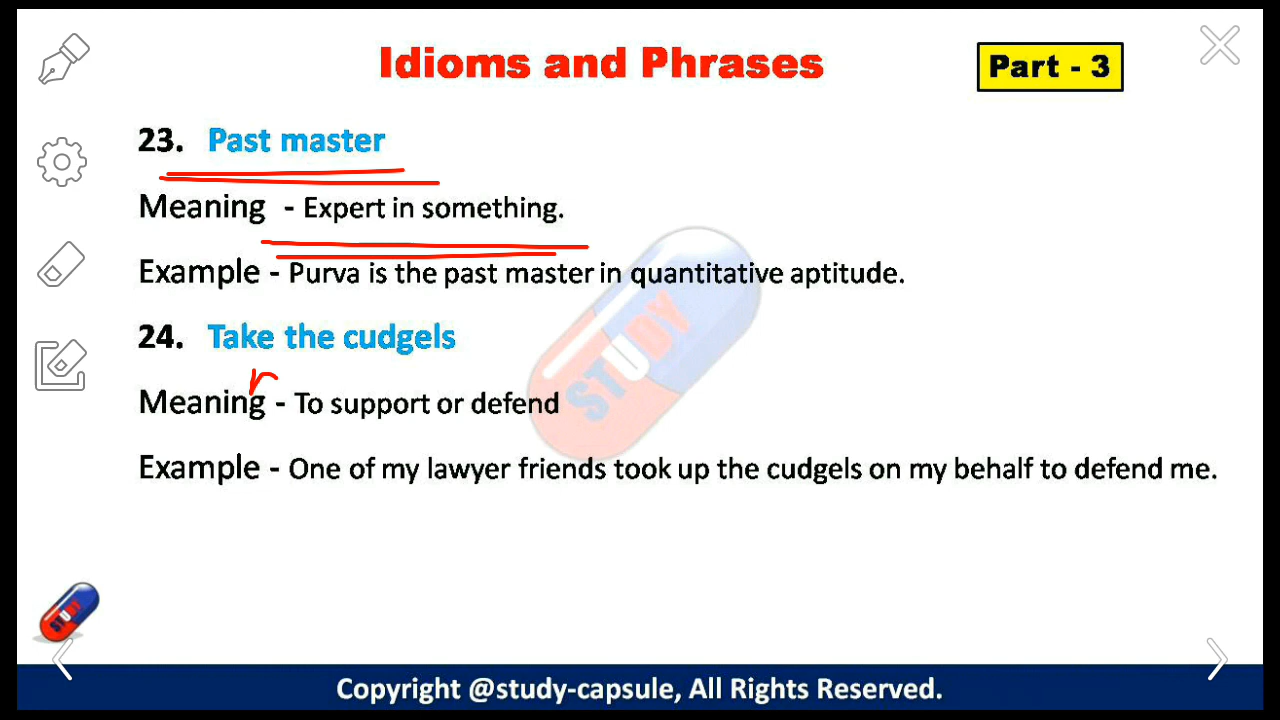 Idioms and Phrases
Part - 3
23. Past master
Meaning - Expert in something.
Example - Purva is the past master in quantitative aptitude.
24. Take the cudgels
r
Meaning - To support or defend
Example - One of my lawyer friends took up the cudgels on my behalf to defend me.
STUDY
STUDY
Copyright @study-capsule, All Rights Reserved.